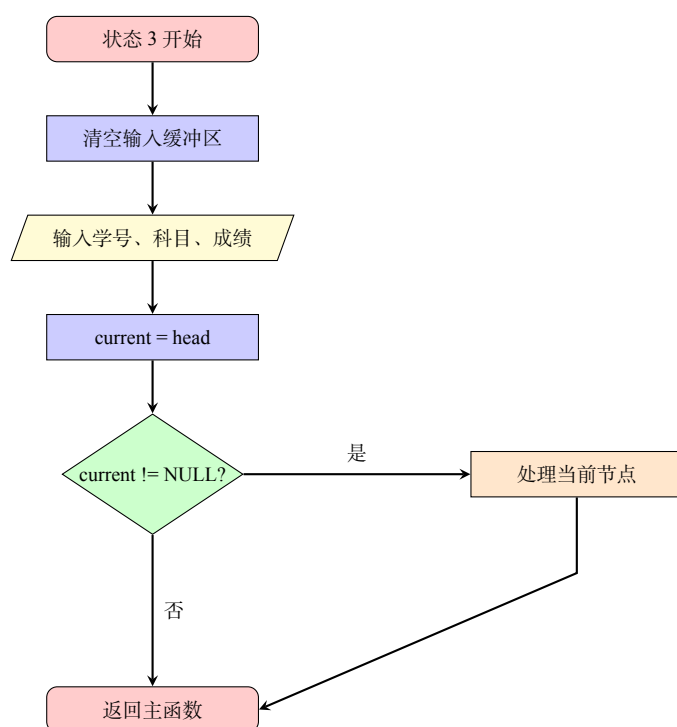 状态 3 开始
清空输入缓冲区
输入学号、科目、成绩
current = head
current != NULL?
是
处理当前节点
否
返回主函数